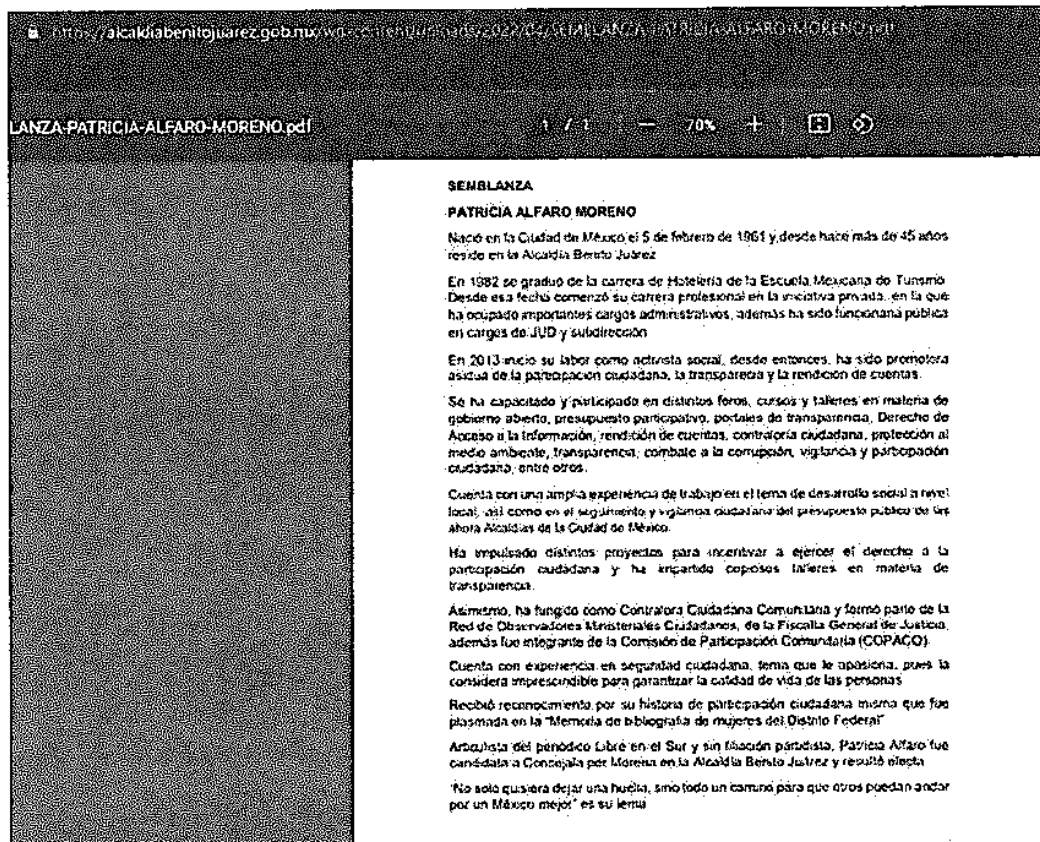 https://alcaldiabenitojuarez.gob.mx/wp-content/uploads/2022/04/SEMBLANZA-PATRICIA-ALFARO-MORENO.pdf
LANZA-PATRICIA-ALFARO-MORENO.pdf
1 / 1 — 70% +
SEMBLANZA
PATRICIA ALFARO MORENO
Nació en la Ciudad de México el 5 de febrero de 1961 y desde hace más de 45 años
reside en la Alcaldía Benito Juárez
En 1982 se graduó de la carrera de Hotelería de la Escuela Mexicana de Turismo
Desde esa fecha comenzó su carrera profesional en la iniciativa privada, en la que
ha ocupado importantes cargos administrativos, además ha sido funcionaria pública
en cargos de JUD y subdirección
En 2013 inicio su labor como activista social, desde entonces, ha sido promotora
asidua de la participación ciudadana, la transparecia y la rendición de cuentas.
Se ha capacitado y participado en distintos foros, cursos y talleres en materia de
gobierno abierto, presupuesto participativo, portales de transparencia, Derecho de
Acceso a la Información, rendición de cuentas, contraloría ciudadana, protección al
medio ambiente, transparencia, combate a la corrupción, vigilancia y participación
ciudadana, entre otros.
Cuenta con una amplia experiencia de trabajo en el tema de desarrollo social a nivel
local, así como en el seguimiento y vigilancia ciudadana del presupuesto público de las
ahora Alcaldías de la Ciudad de México.
Ha impulsado distintos proyectos para incentivar a ejercer el derecho a la
participación ciudadana y ha impartido copiosos talleres en materia de
transparencia.
Asimismo, ha fungido como Contralora Ciudadana Comunitaria y formó parte de la
Red de Observadores Ministeriales Ciudadanos, de la Fiscalía General de Justicia,
además fue integrante de la Comisión de Participación Comunitaria (COPACO)
Cuenta con experiencia en seguridad ciudadana, tema que le apasiona, pues la
considera imprescindible para garantizar la calidad de vida de las personas
Recibió reconocimiento por su historia de participación ciudadana misma que fue
plasmada en la "Memoria de bibliografía de mujeres del Distrito Federal"
Articulista del periódico Libre en el Sur y sin filiación partidista, Patricia Alfaro fue
candidata a Concejala por Morena en la Alcaldía Benito Juárez y resultó electa
"No solo quisiera dejar una huella, sino todo un camino para que otros puedan andar
por un México mejor" es su lema